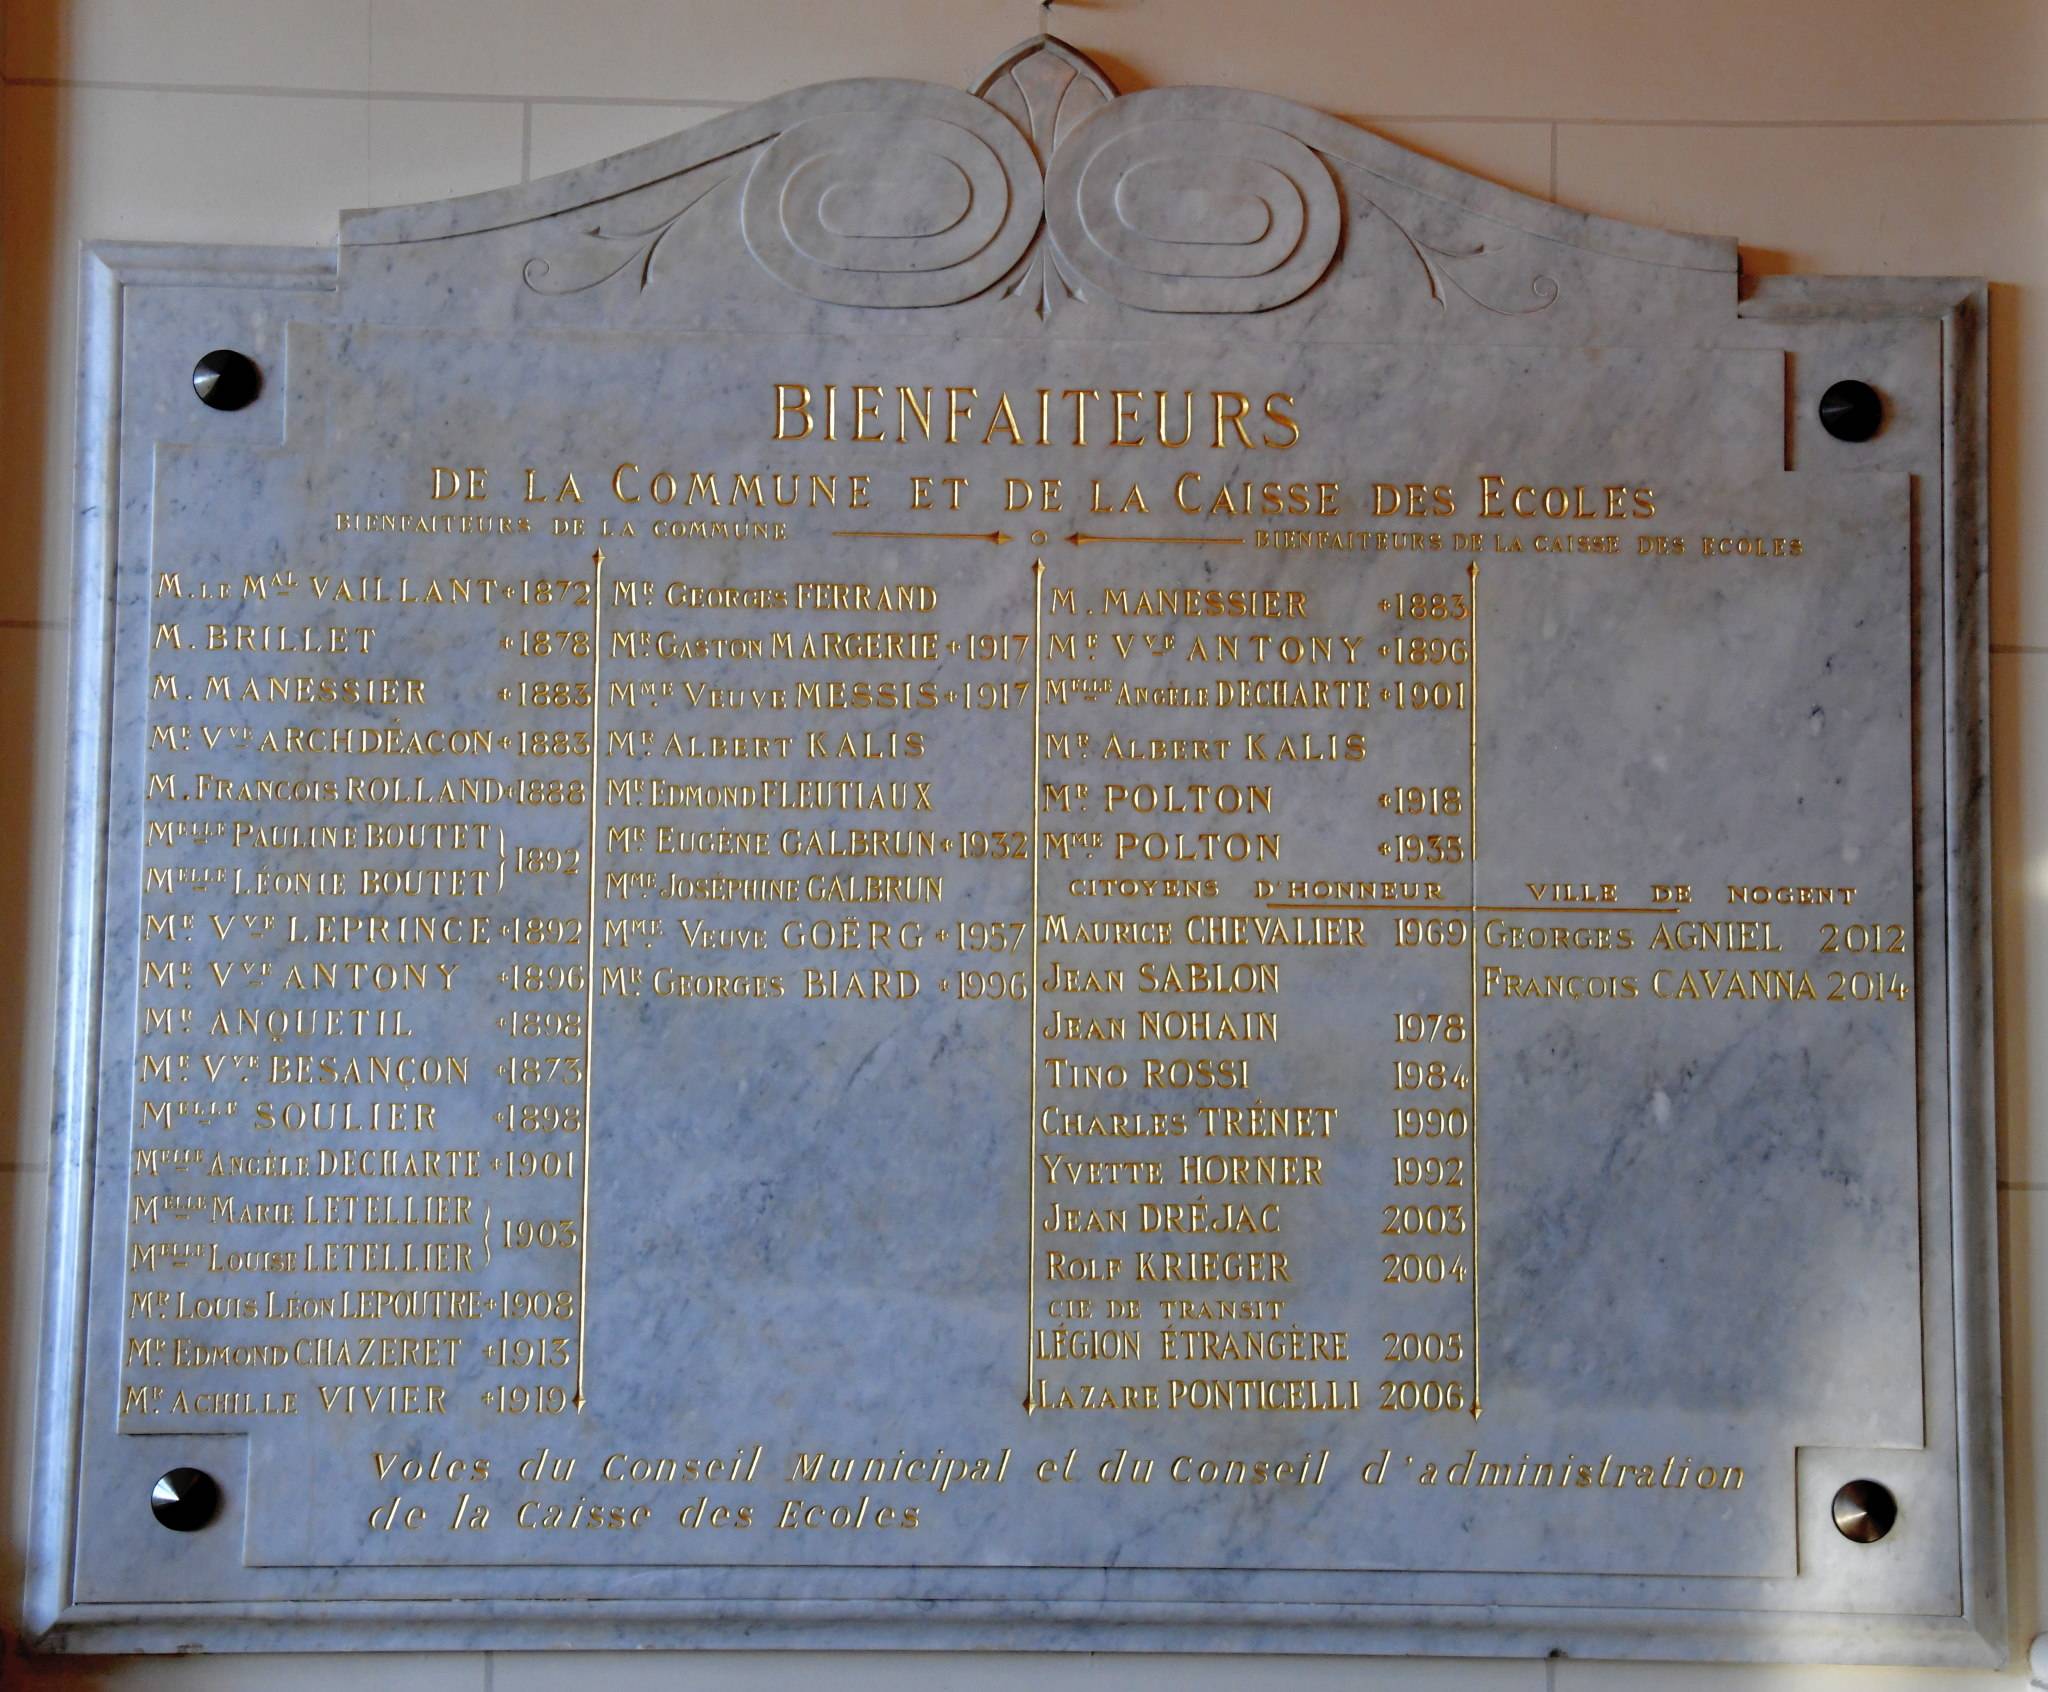 BIENFAITEURS
DE LA COMMUNE ET DE LA CAISSE DES ECOLES
BIENFAITEURS DE LA COMMUNE
M. LE MAL VAILLANT + 1872
M. BRILLET + 1878
M. MANESSIER + 1883
ME VVE ARCHDÉACON + 1883
M. FRANÇOIS ROLLAND + 1888
MELLE PAULINE BOUTET
MELLE LÉONIE BOUTET
} 1892
ME VVE LEPRINCE + 1892
ME VVE ANTONY + 1896
MR ANQUETIL + 1898
ME VVE BESANÇON + 1873
MELLE SOULIER + 1898
MELLE ANGÈLE DECHARTE + 1901
MELLE MARIE LETELLIER
MELLE LOUISE LETELLIER
} 1903
MR LOUIS LÉON LEPOUTRE + 1908
MR EDMOND CHAZERET + 1913
MR ACHILLE VIVIER + 1919
MR GEORGES FERRAND
MR GASTON MARGERIE + 1917
MME VEUVE MESSIS + 1917
MR ALBERT KALIS
MR EDMOND FLEUTIAUX
MR EUGÈNE GALBRUN + 1932
MME JOSÉPHINE GALBRUN
MME VEUVE GOËRG + 1957
MR GEORGES BIARD + 1996
BIENFAITEURS DE LA CAISSE DES ECOLES
M. MANESSIER + 1883
ME VVE ANTONY + 1896
MELLE ANGÈLE DECHARTE + 1901
MR ALBERT KALIS
MR POLTON + 1918
MME POLTON + 1935
CITOYENS D'HONNEUR VILLE DE NOGENT
MAURICE CHEVALIER 1969
JEAN SABLON
JEAN NOHAIN 1978
TINO ROSSI 1984
CHARLES TRÉNET 1990
YVETTE HORNER 1992
JEAN DRÉJAC 2003
ROLF KRIEGER 2004
CIE DE TRANSIT
LÉGION ÉTRANGÈRE 2005
LAZARE PONTICELLI 2006
GEORGES AGNIEL 2012
FRANÇOIS CAVANNA 2014
Votes du Conseil Municipal et du Conseil d'administration
de la Caisse des Ecoles